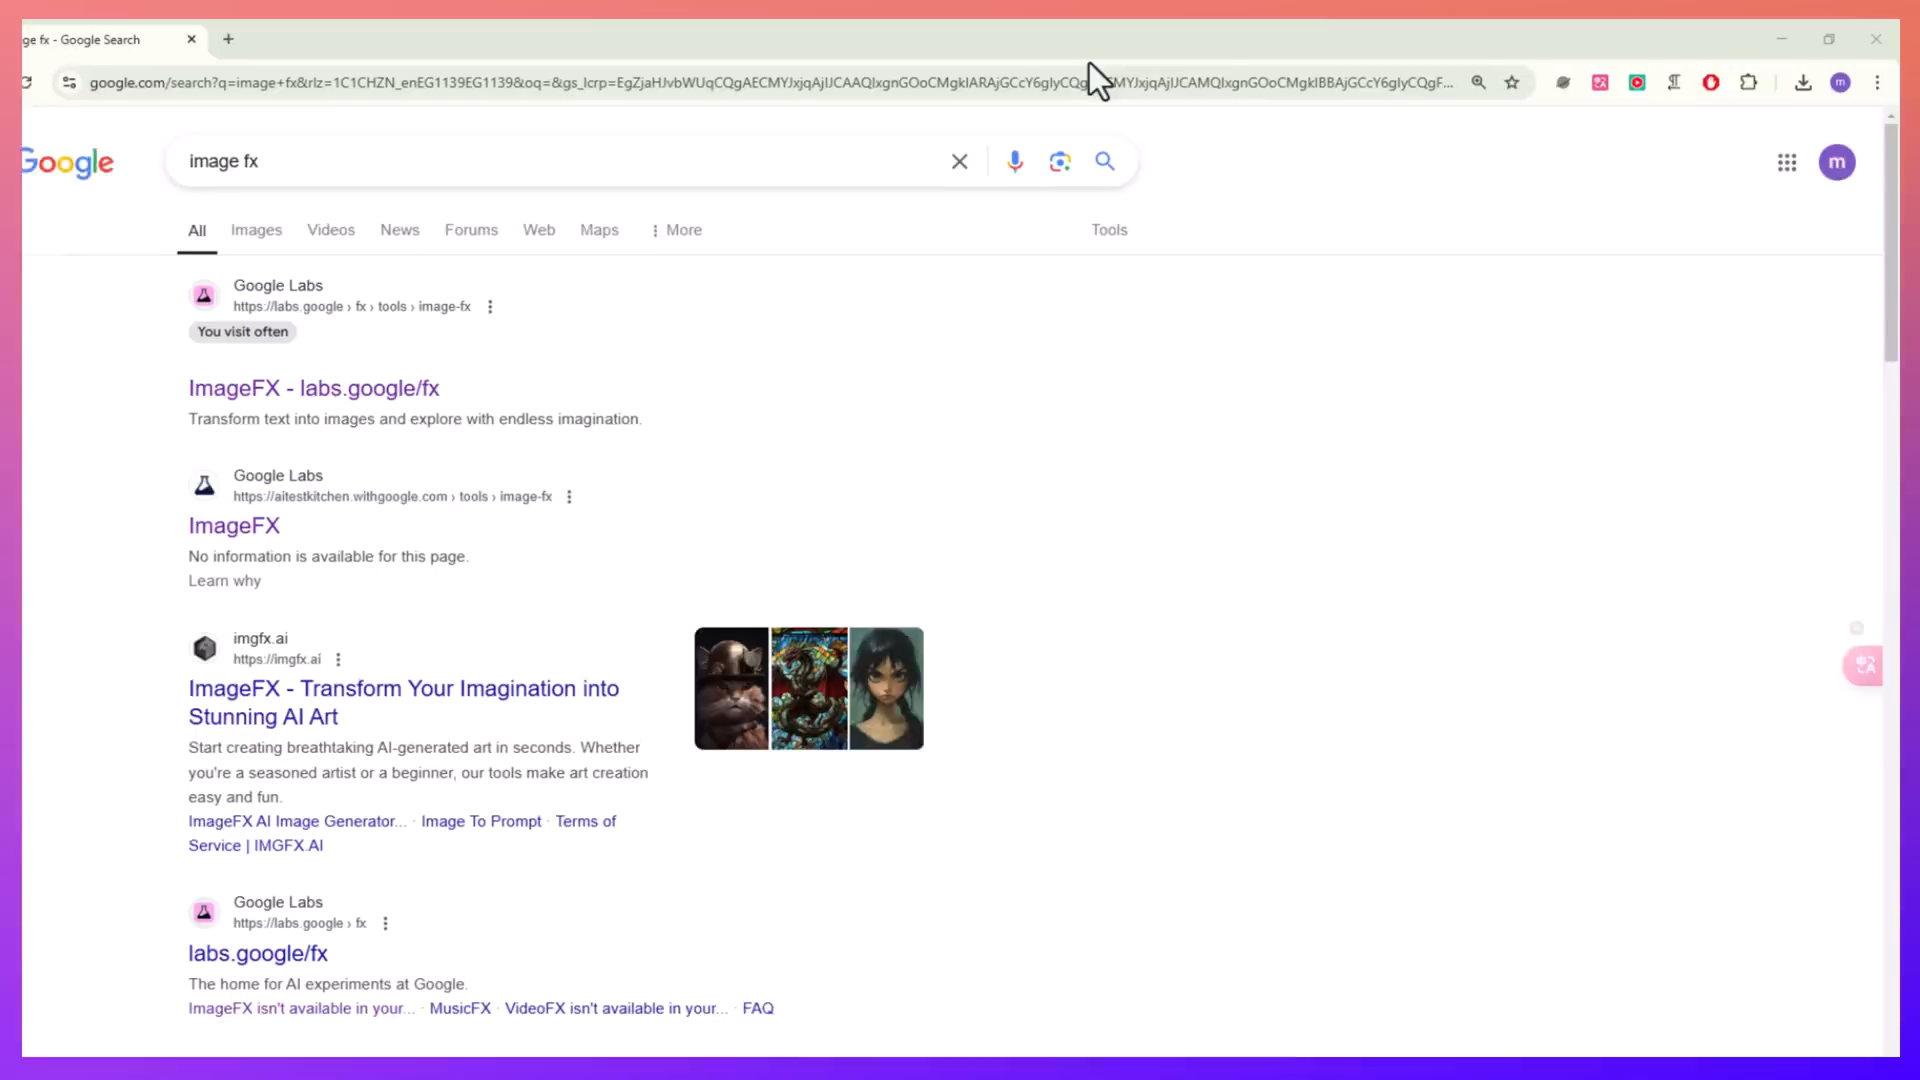 ge fx - Google Search
google.com/search?q=image+fx&rlz=1C1CHZN_enEG1139EG1139&oq=&gs_lcrp=
Google
image fx
m
All Images Videos News Forums Web Maps More Tools
Google Labs
https://labs.google › fx › tools › image-fx
You visit often
ImageFX - labs.google/fx
Transform text into images and explore with endless imagination.
Google Labs
https://aitestkitchen.withgoogle.com › tools › image-fx
ImageFX
No information is available for this page.
Learn why
imgfx.ai
https://imgfx.ai
ImageFX - Transform Your Imagination into
Stunning AI Art
Start creating breathtaking AI-generated art in seconds. Whether
you're a seasoned artist or a beginner, our tools make art creation
easy and fun.
ImageFX AI Image Generator... · Image To Prompt · Terms of
Service | IMGFX.AI
Google Labs
https://labs.google › fx
labs.google/fx
The home for AI experiments at Google.
ImageFX isn't available in your... · MusicFX · VideoFX isn't available in your... · FAQ